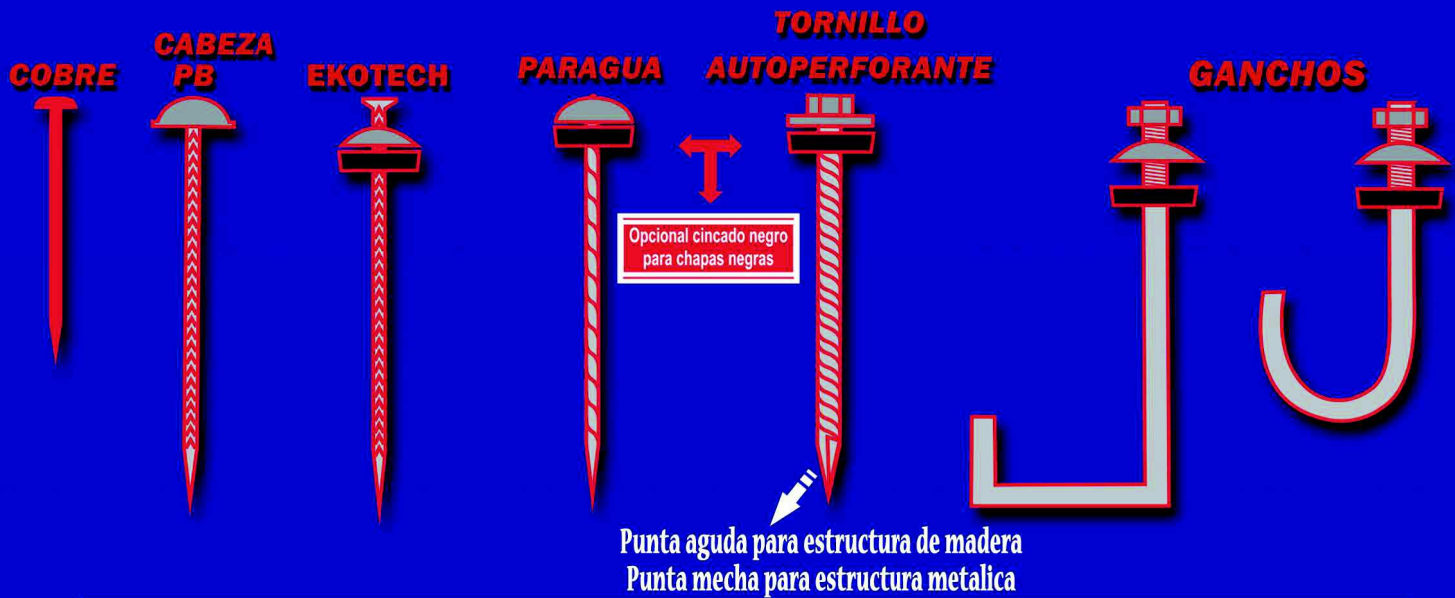 COBRE
CABEZA
PB
EKOTECH
PARAGUA
TORNILLO
AUTOPERFORANTE
GANCHOS
Opcional cincado negro
para chapas negras
Punta aguda para estructura de madera
Punta mecha para estructura metalica